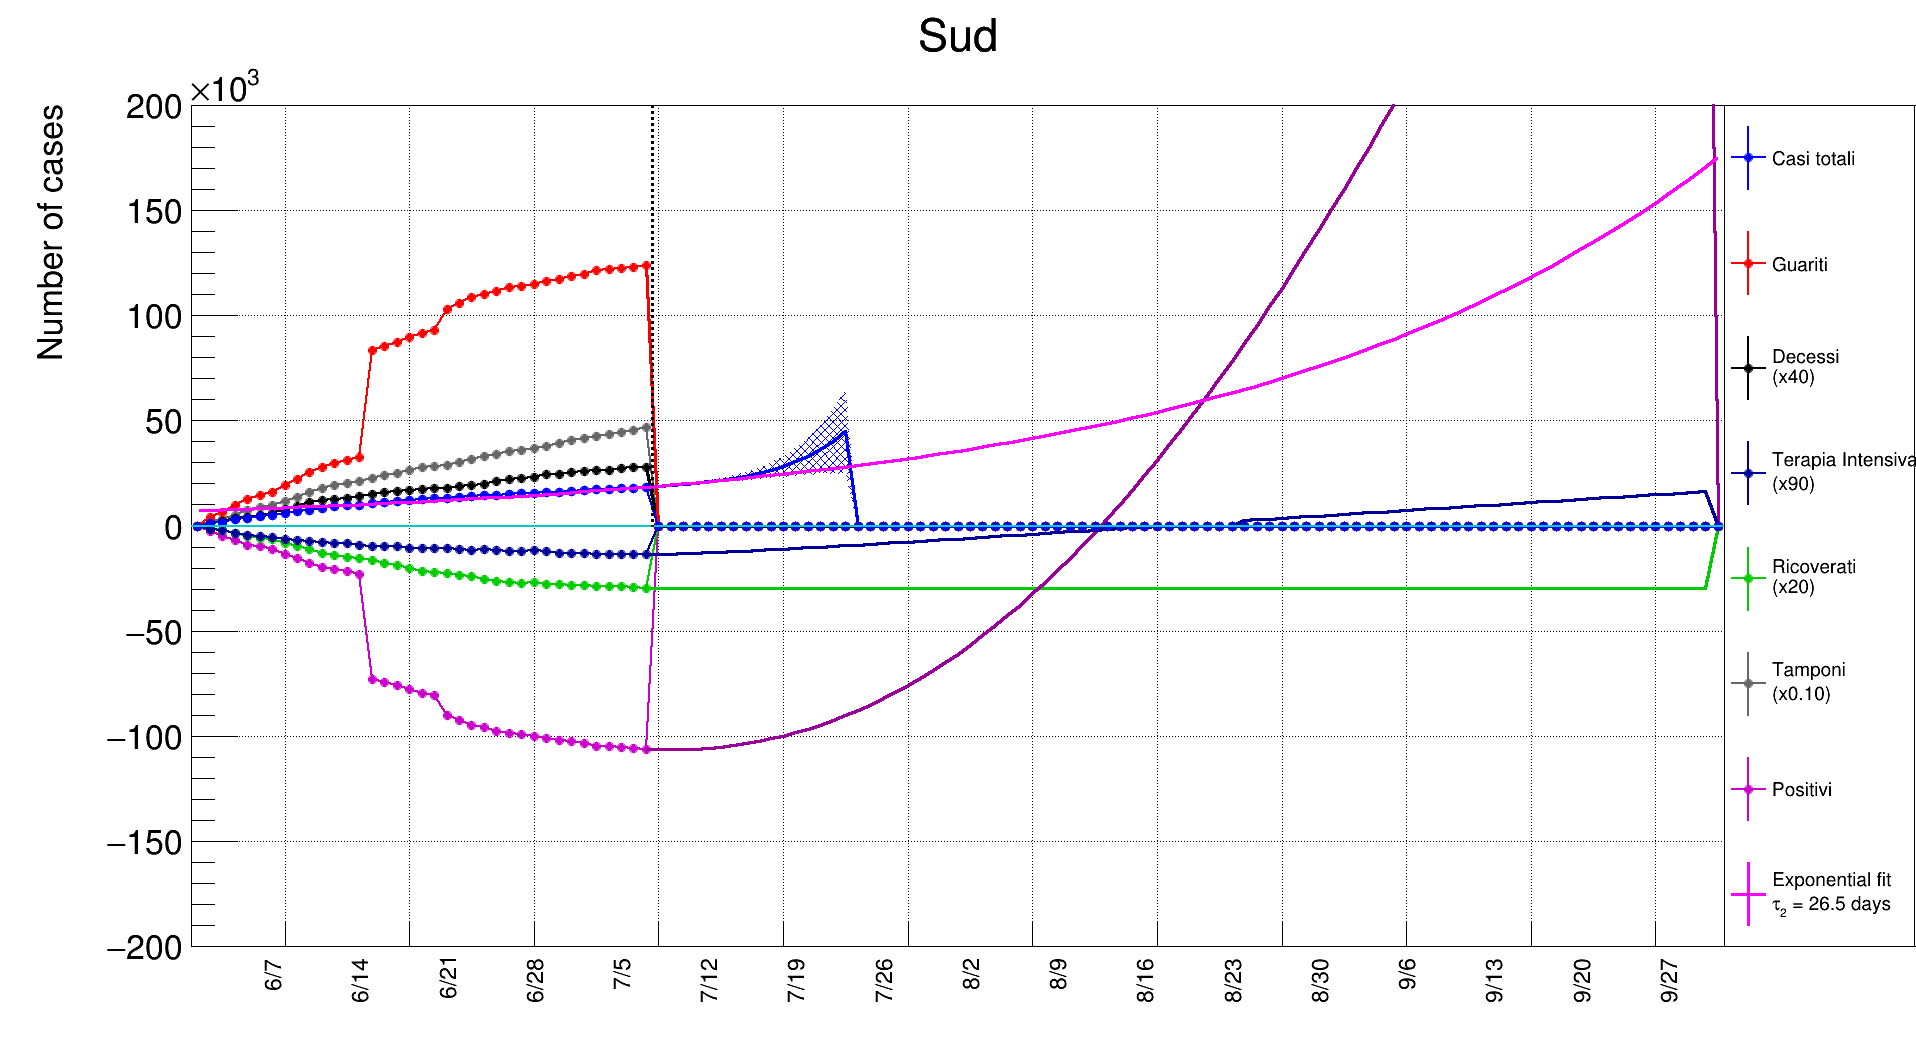 Sud
×10³
Number of cases
200
150
100
50
0
−50
−100
−150
−200
6/7
6/14
6/21
6/28
7/5
7/12
7/19
7/26
8/2
8/9
8/16
8/23
8/30
9/6
9/13
9/20
9/27
Casi totali
Guariti
Decessi
(x40)
Terapia Intensiva
(x90)
Ricoverati
(x20)
Tamponi
(x0.10)
Positivi
Exponential fit
τ₂ = 26.5 days